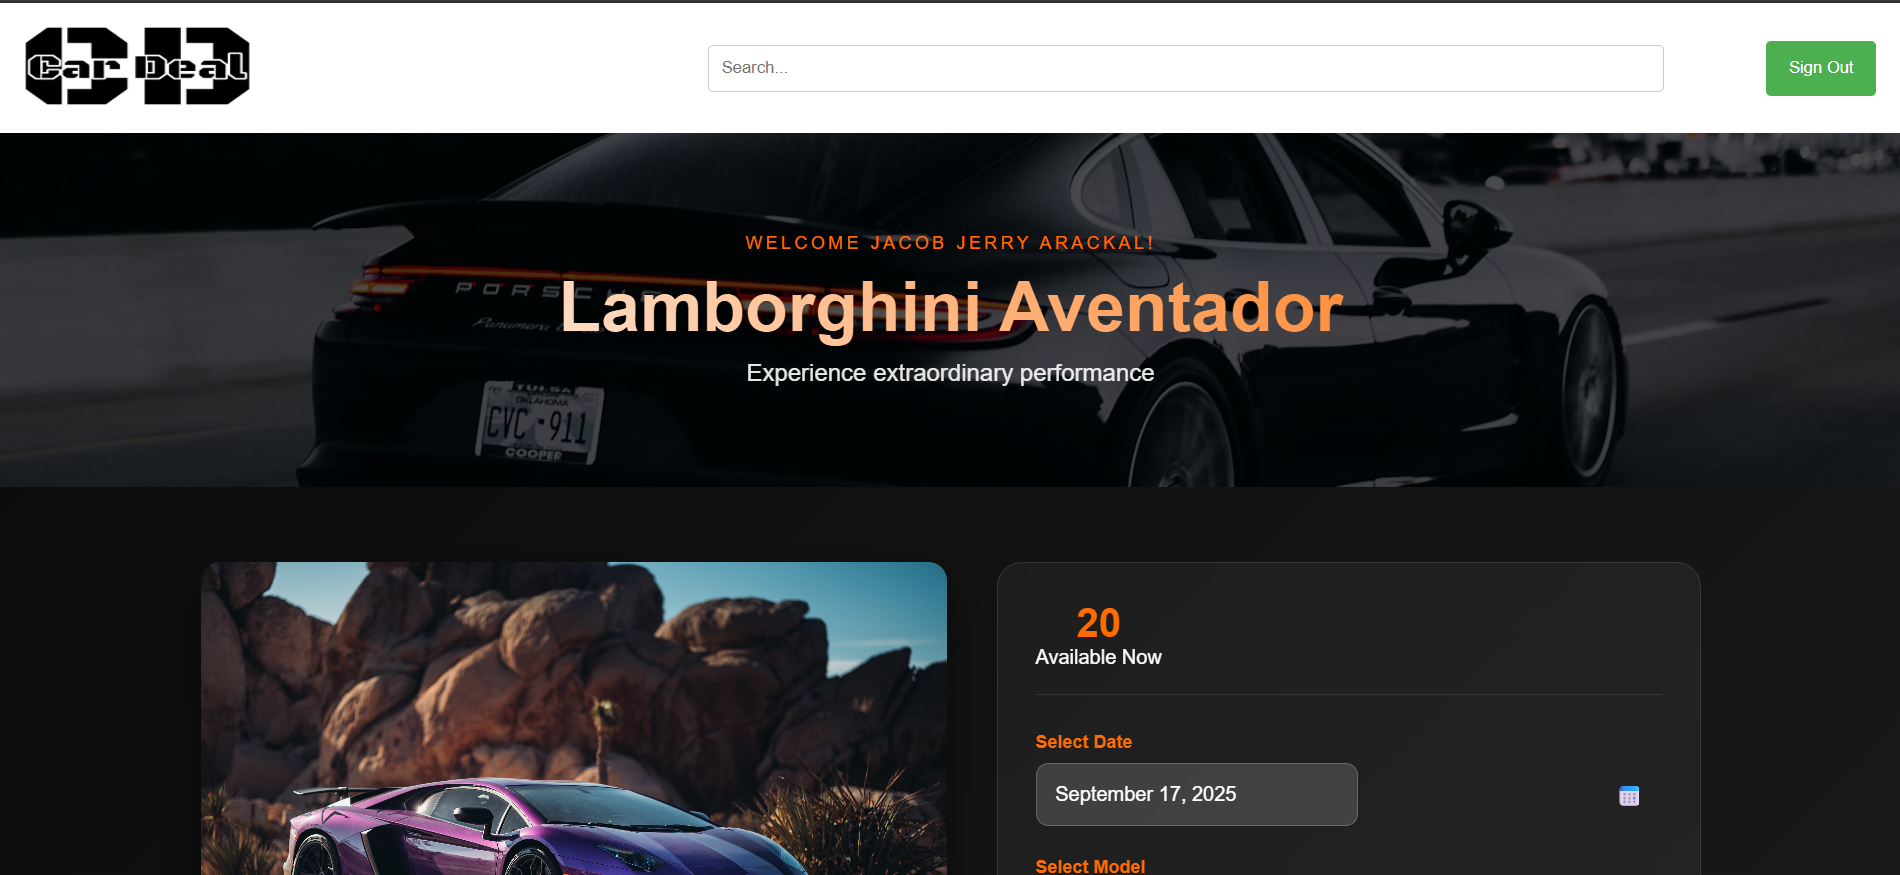 Car Deal
Search...
Sign Out
WELCOME JACOB JERRY ARACKAL!
PORSCHE
Lamborghini Aventador
Panamera
Experience extraordinary performance
TULSA
OKLAHOMA
CVC-911
COOPER
20
Available Now
Select Date
September 17, 2025
Select Model